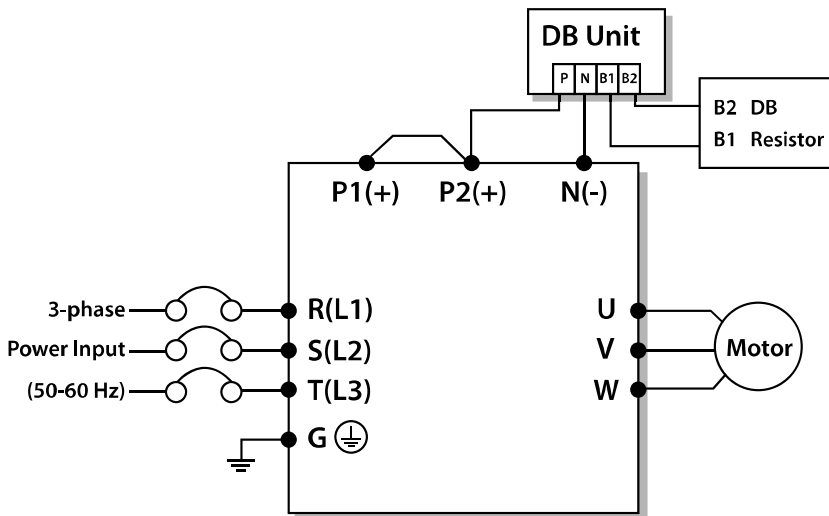 DB Unit
P N B1 B2
B2 DB
B1 Resistor
P1(+) P2(+) N(-)
3-phase R(L1) U
Power Input S(L2) V Motor
(50-60 Hz) T(L3) W
G